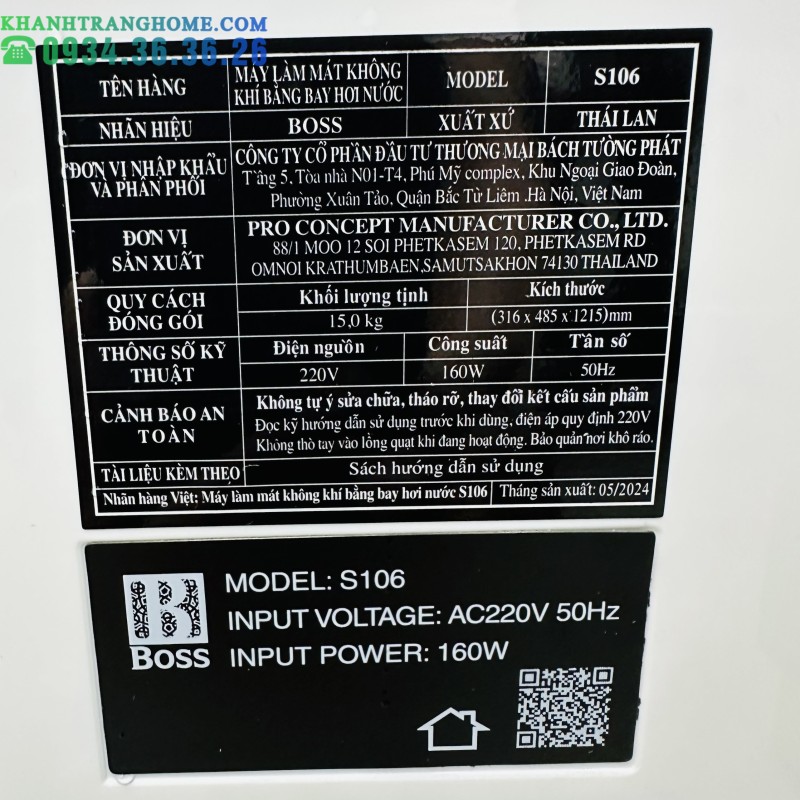 KHANHTRANGHOME.COM
☎0934.36.36.26
TÊN HÀNG
MÁY LÀM MÁT KHÔNG
KHÍ BẰNG BAY HƠI NƯỚC
MODEL
S106
NHÃN HIỆU
BOSS
XUẤT XỨ
THÁI LAN
ĐƠN VỊ NHẬP KHẨU
VÀ PHÂN PHỐI
CÔNG TY CỔ PHẦN ĐẦU TƯ THƯƠNG MẠI BÁCH TƯỜNG PHÁT
Tầng 5, Tòa nhà N01-T4, Phú Mỹ complex, Khu Ngoại Giao Đoàn,
Phường Xuân Tảo, Quận Bắc Từ Liêm .Hà Nội, Việt Nam
ĐƠN VỊ
SẢN XUẤT
PRO CONCEPT MANUFACTURER CO., LTD.
88/1 MOO 12 SOI PHETKASEM 120, PHETKASEM RD
OMNOI KRATHUMBAEN,SAMUTSAKHON 74130 THAILAND
QUY CÁCH
ĐÓNG GÓI
Khối lượng tịnh
Kích thước
15,0 kg
(316 x 485 x 1215)mm
THÔNG SỐ KỸ
THUẬT
Điện nguồn
Công suất
Tần số
220V
160W
50Hz
CẢNH BÁO AN
TOÀN
Không tự ý sửa chữa, tháo rỡ, thay đổi kết cấu sản phẩm
Đọc kỹ hướng dẫn sử dụng trước khi dùng, điện áp quy định 220V
Không thò tay vào lồng quạt khi đang hoạt động. Bảo quản nơi khô ráo.
TÀI LIỆU KÈM THEO
Sách hướng dẫn sử dụng
Nhãn hàng Việt: Máy làm mát không khí bằng bay hơi nước S106
Tháng sản xuất: 05/2024
BOSS
MODEL: S106
INPUT VOLTAGE: AC220V 50Hz
INPUT POWER: 160W